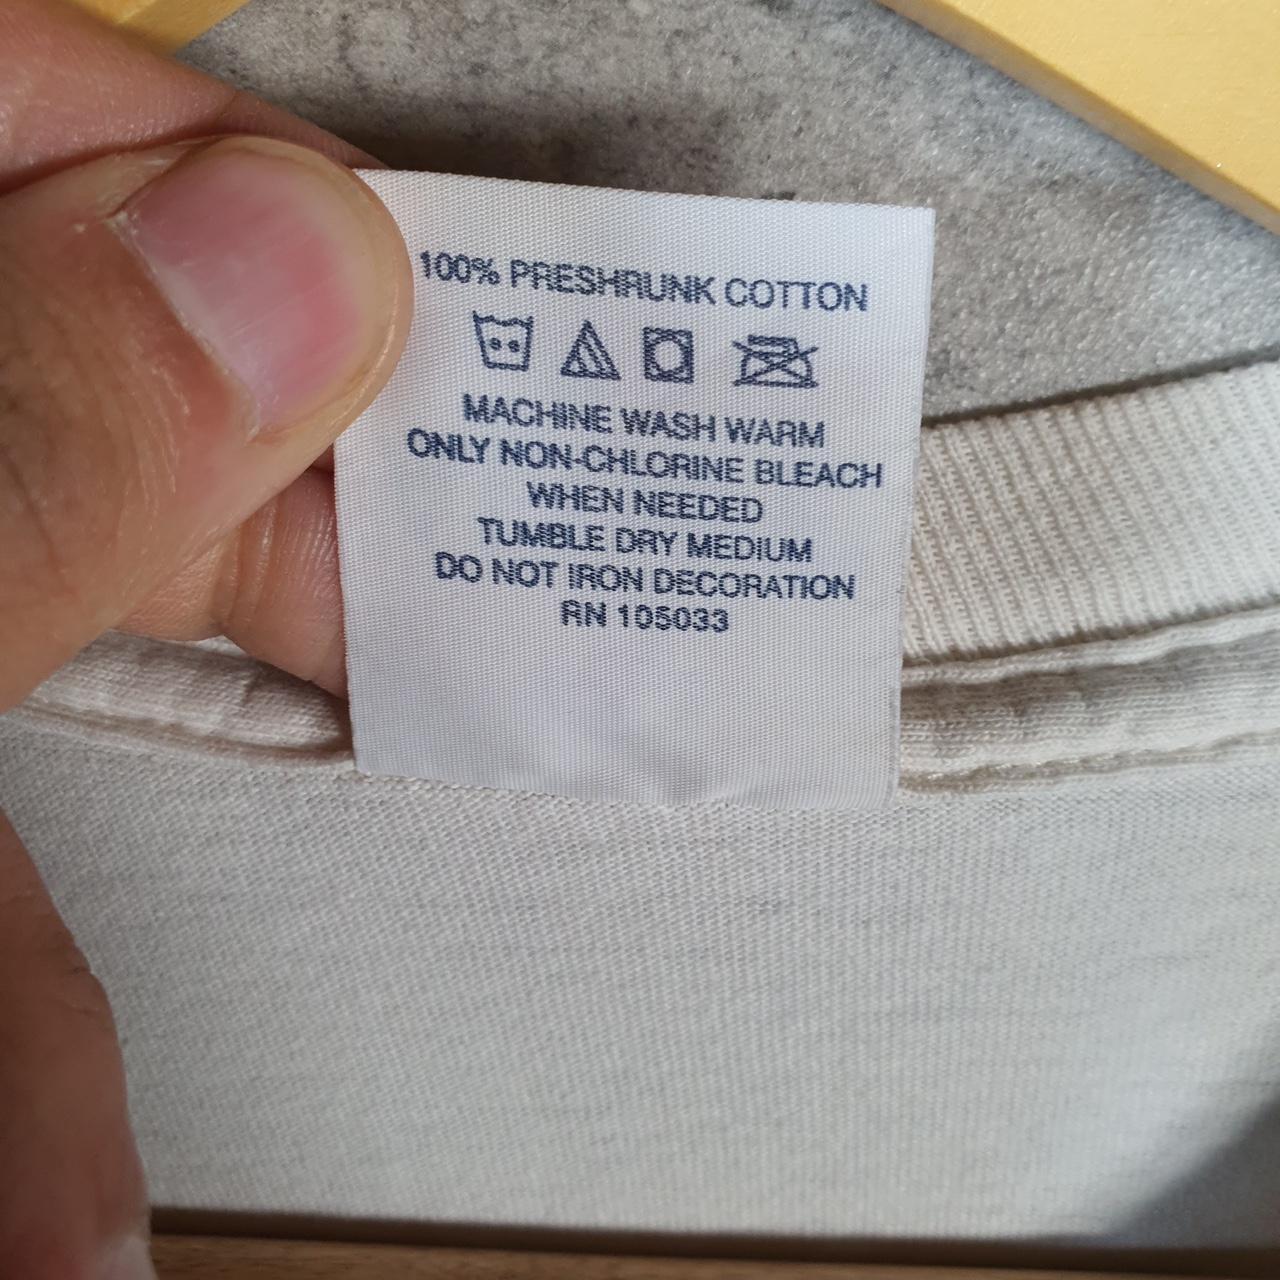 100% PRESHRUNK COTTON
MACHINE WASH WARM
ONLY NON-CHLORINE BLEACH
WHEN NEEDED
TUMBLE DRY MEDIUM
DO NOT IRON DECORATION
RN 105033